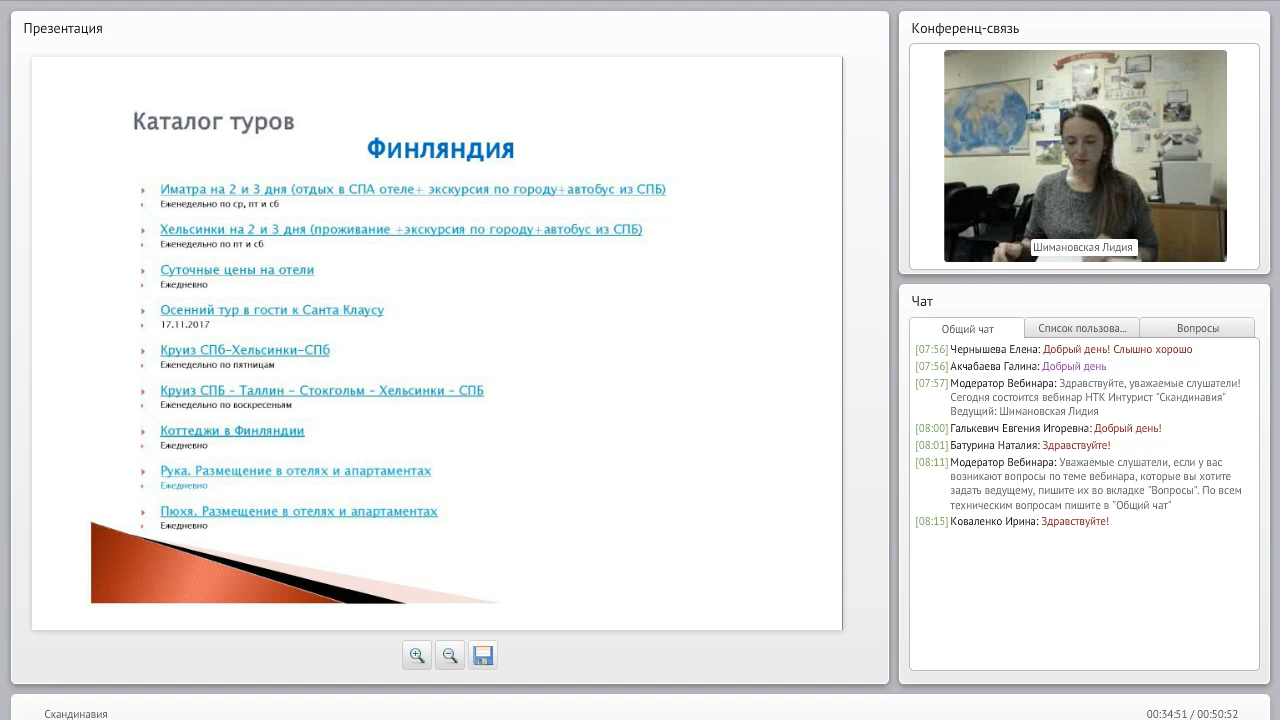 Презентация
Каталог туров
Финляндия
Иматра на 2 и 3 дня (отдых в СПА отеле+ экскурсия по городу+автобус из СПБ)
Еженедельно по ср, пт и сб
Хельсинки на 2 и 3 дня (проживание +экскурсия по городу+автобус из СПБ)
Еженедельно по пт и сб
Суточные цены на отели
Ежедневно
Осенний тур в гости к Санта Клаусу
17.11.2017
Круиз СПб-Хельсинки-СПб
Еженедельно по пятницам
Круиз СПБ - Таллин – Стокгольм - Хельсинки - СПБ
Еженедельно по воскресеньям
Коттеджи в Финляндии
Ежедневно
Рука. Размещение в отелях и апартаментах
Ежедневно
Пюхя. Размещение в отелях и апартаментах
Ежедневно
Конференц-связь
Шимановская Лидия
Чат
Общий чат
Список пользова...
Вопросы
[07:56] Чернышева Елена: Добрый день! Слышно хорошо
[07:56] Акчабаева Галина: Добрый день
[07:57] Модератор Вебинара: Здравствуйте, уважаемые слушатели!
Сегодня состоится вебинар НТК Интурист "Скандинавия"
Ведущий: Шимановская Лидия
[08:00] Галькевич Евгения Игоревна: Добрый день!
[08:01] Батурина Наталия: Здравствуйте!
[08:11] Модератор Вебинара: Уважаемые слушатели, если у вас
возникают вопросы по теме вебинара, которые вы хотите
задать ведущему, пишите их во вкладке "Вопросы". По всем
техническим вопросам пишите в "Общий чат"
[08:15] Коваленко Ирина: Здравствуйте!
Скандинавия
00:34:51 / 00:50:52